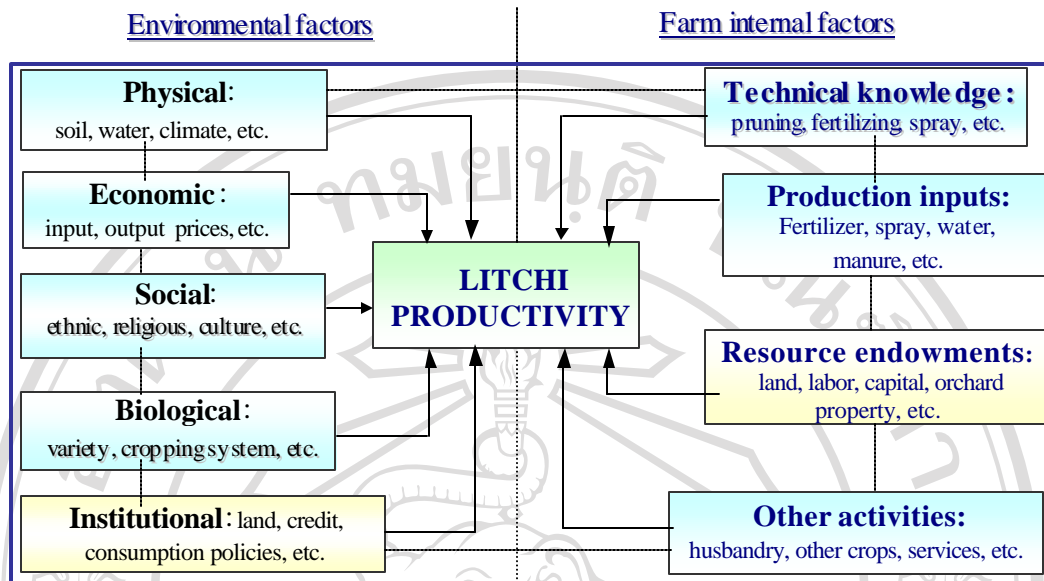 Environmental factors
Farm internal factors
Physical:
soil, water, climate, etc.
Economic :
input, output prices, etc.
Social:
ethnic, religious, culture, etc.
Biological:
variety, cropping system, etc.
Institutional: land, credit,
consumption policies, etc.
LITCHI
PRODUCTIVITY
Technical knowledge :
pruning, fertilizing, spray, etc.
Production inputs:
Fertilizer, spray, water,
manure, etc.
Resource endowments:
land, labor, capital, orchard
property, etc.
Other activities:
husbandry, other crops, services, etc.